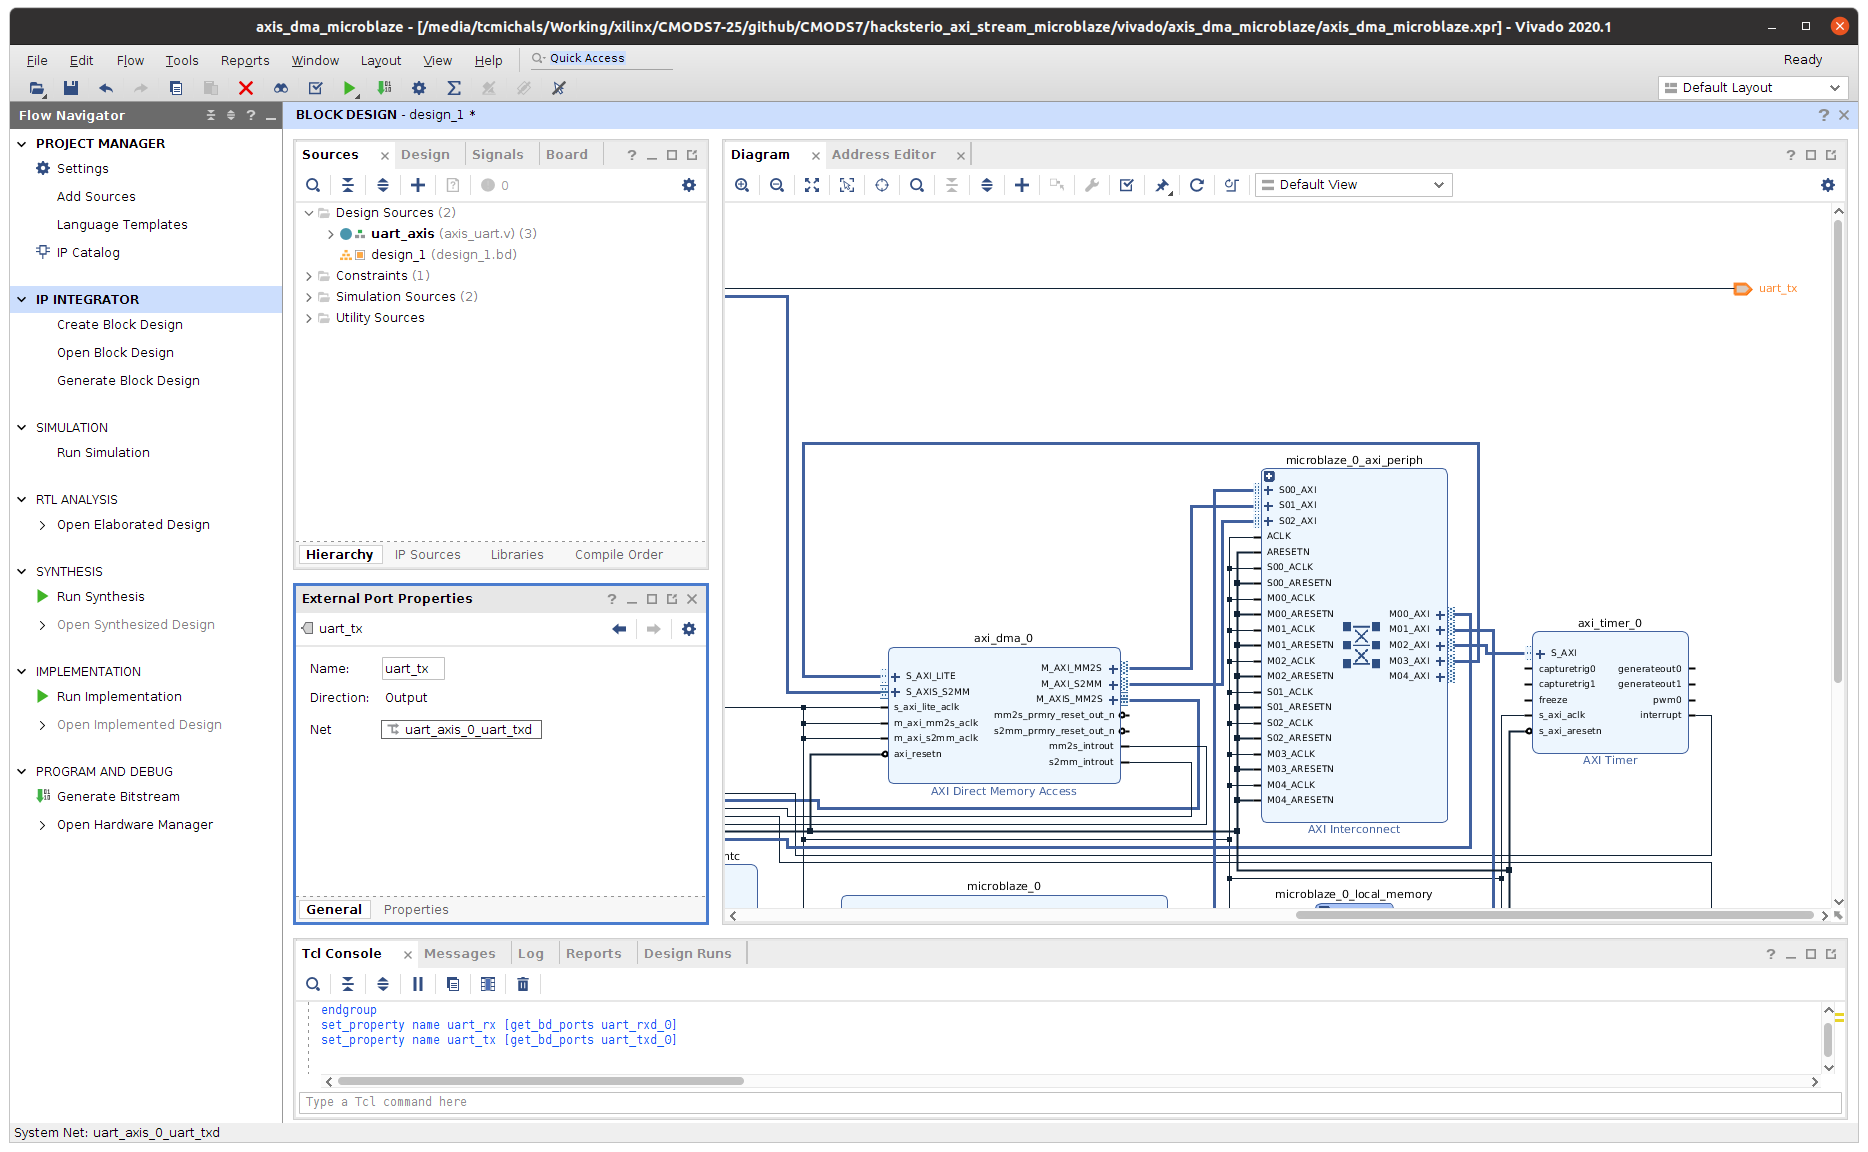 axis_dma_microblaze - [/media/tcmichals/Working/xilinx/CMODS7-25/github/CMODS7/hacksterio_axi_stream_microblaze/vivado/axis_dma_microblaze/axis_dma_microblaze.xpr] - Vivado 2020.1
File Edit Flow Tools Reports Window Layout View Help Quick Access Ready
Default Layout
Flow Navigator
PROJECT MANAGER
Settings
Add Sources
Language Templates
IP Catalog
IP INTEGRATOR
Create Block Design
Open Block Design
Generate Block Design
SIMULATION
Run Simulation
RTL ANALYSIS
Open Elaborated Design
SYNTHESIS
Run Synthesis
Open Synthesized Design
IMPLEMENTATION
Run Implementation
Open Implemented Design
PROGRAM AND DEBUG
Generate Bitstream
Open Hardware Manager
BLOCK DESIGN - design_1 *
Sources Design Signals Board
0
Design Sources (2)
uart_axis (axis_uart.v) (3)
design_1 (design_1.bd)
Constraints (1)
Simulation Sources (2)
Utility Sources
Hierarchy IP Sources Libraries Compile Order
External Port Properties
uart_tx
Name: uart_tx
Direction: Output
Net uart_axis_0_uart_txd
General Properties
Diagram Address Editor
Default View
uart_tx
axi_dma_0
S_AXI_LITE
S_AXIS_S2MM
s_axi_lite_aclk
m_axi_mm2s_aclk
m_axi_s2mm_aclk
axi_resetn
M_AXI_MM2S
M_AXI_S2MM
M_AXIS_MM2S
mm2s_prmry_reset_out_n
s2mm_prmry_reset_out_n
mm2s_introut
s2mm_introut
AXI Direct Memory Access
microblaze_0_axi_periph
S00_AXI
S01_AXI
S02_AXI
ACLK
ARESETN
S00_ACLK
S00_ARESETN
M00_ACLK
M00_ARESETN
M01_ACLK
M01_ARESETN
M02_ACLK
M02_ARESETN
S01_ACLK
S01_ARESETN
S02_ACLK
S02_ARESETN
M03_ACLK
M03_ARESETN
M04_ACLK
M04_ARESETN
M00_AXI
M01_AXI
M02_AXI
M03_AXI
M04_AXI
AXI Interconnect
axi_timer_0
S_AXI
capturetrig0
capturetrig1
freeze
s_axi_aclk
s_axi_aresetn
generateout0
generateout1
pwm0
interrupt
AXI Timer
ntc
microblaze_0
microblaze_0_local_memory
Tcl Console Messages Log Reports Design Runs
endgroup
set_property name uart_rx [get_bd_ports uart_rxd_0]
set_property name uart_tx [get_bd_ports uart_txd_0]
Type a Tcl command here
System Net: uart_axis_0_uart_txd